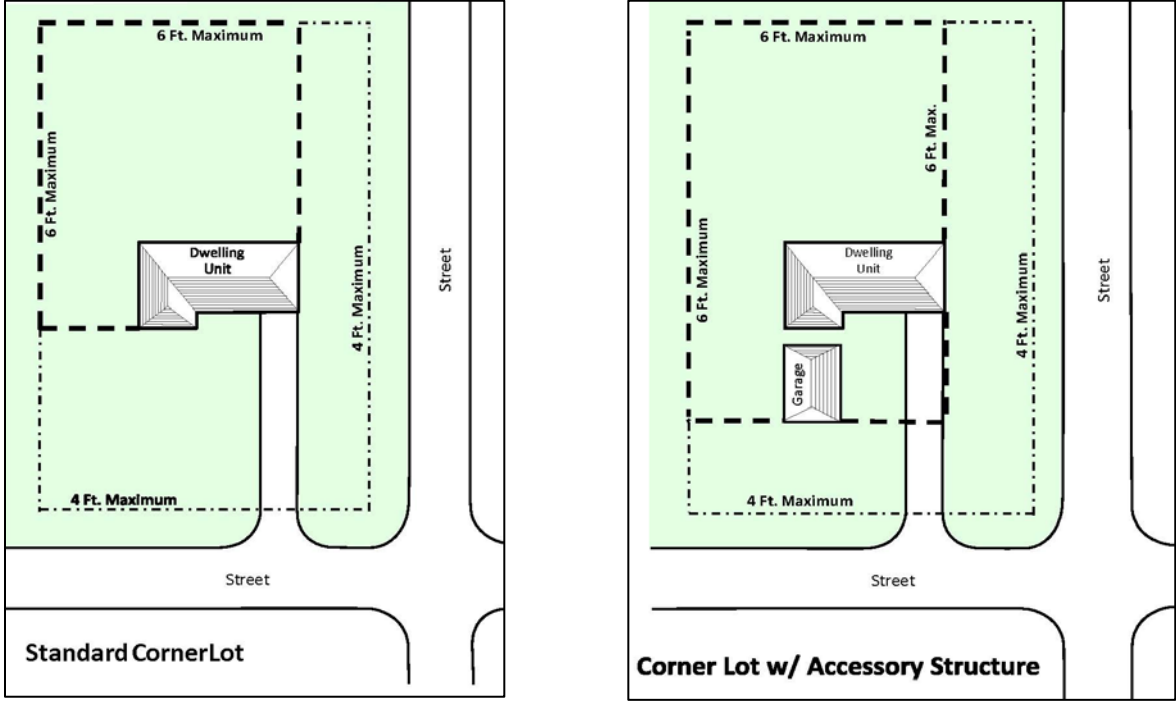 6 Ft. Maximum
6 Ft. Maximum
Dwelling
Unit
4 Ft. Maximum
Street
4 Ft. Maximum
Street
Standard CornerLot
6 Ft. Maximum
6 Ft. Max.
6 Ft. Maximum
Dwelling
Unit
4 Ft. Maximum
Street
Garage
4 Ft. Maximum
Street
Corner Lot w/ Accessory Structure